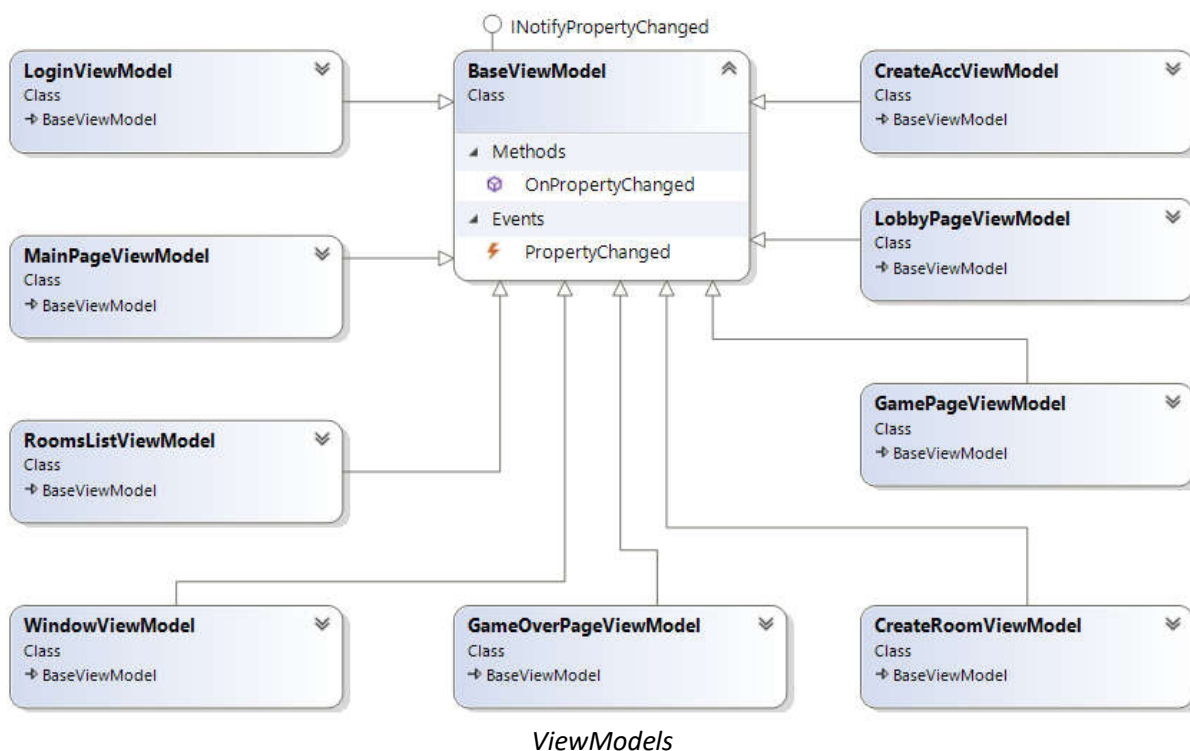 INotifyPropertyChanged
LoginViewModel
Class
BaseViewModel
BaseViewModel
Class
Methods
OnPropertyChanged
Events
PropertyChanged
CreateAccViewModel
Class
BaseViewModel
MainPageViewModel
Class
BaseViewModel
LobbyPageViewModel
Class
BaseViewModel
RoomsListViewModel
Class
BaseViewModel
GamePageViewModel
Class
BaseViewModel
WindowViewModel
Class
BaseViewModel
GameOverPageViewModel
Class
BaseViewModel
CreateRoomViewModel
Class
BaseViewModel
ViewModels